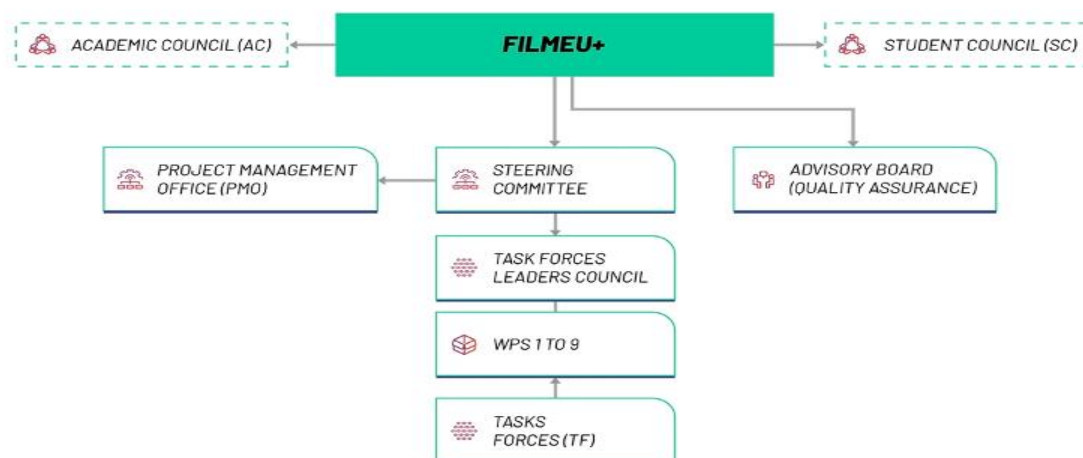 ACADEMIC COUNCIL (AC)
FILMEU+
STUDENT COUNCIL (SC)
PROJECT MANAGEMENT
OFFICE (PMO)
STEERING
COMMITTEE
ADVISORY BOARD
(QUALITY ASSURANCE)
TASK FORCES
LEADERS COUNCIL
WPS 1 TO 9
TASKS
FORCES (TF)